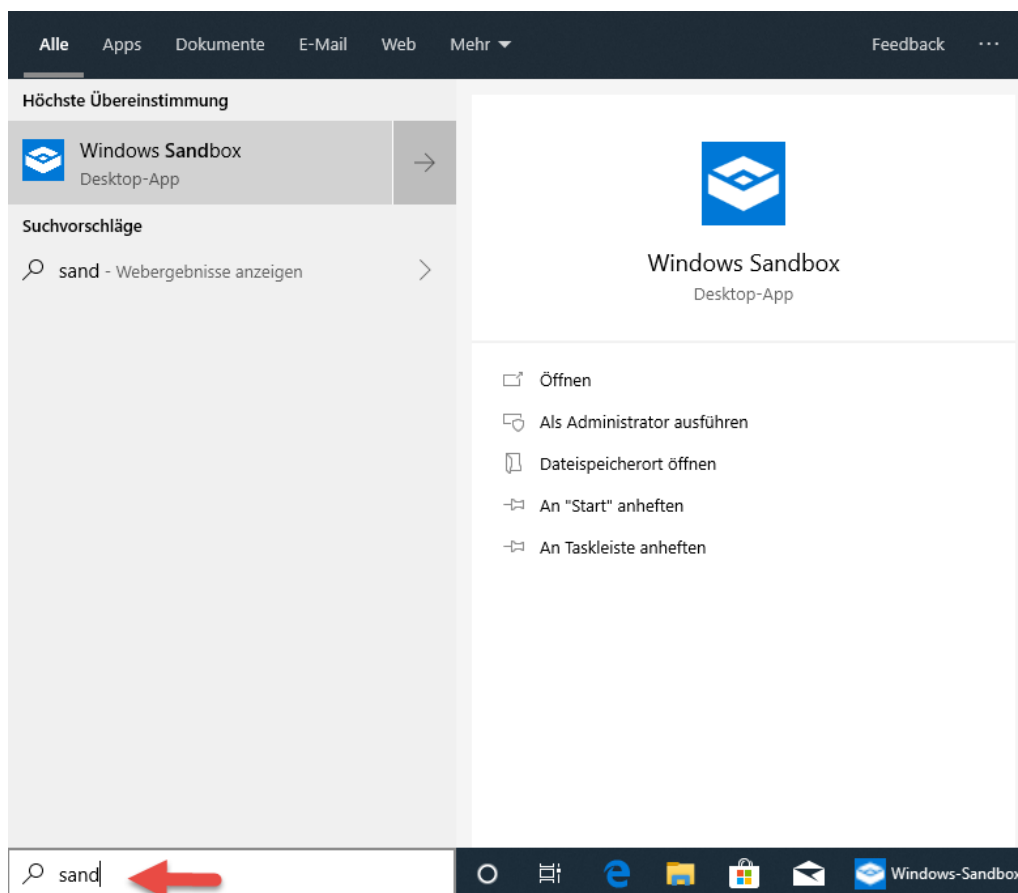 Alle Apps Dokumente E-Mail Web Mehr Feedback ...
Höchste Übereinstimmung
Windows Sandbox
Desktop-App
Suchvorschläge
sand - Webergebnisse anzeigen
Windows Sandbox
Desktop-App
Öffnen
Als Administrator ausführen
Dateispeicherort öffnen
An "Start" anheften
An Taskleiste anheften
sand
Windows-Sandbox